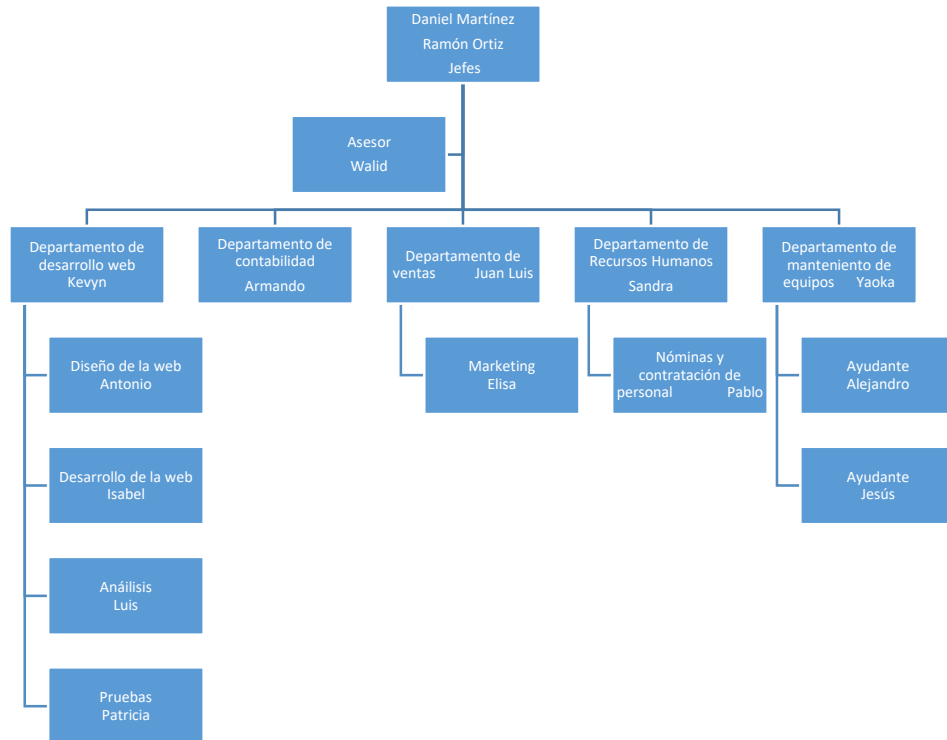 Daniel Martínez
Ramón Ortiz
Jefes
Asesor
Walid
Departamento de
desarrollo web
Kevyn
Departamento de
contabilidad
Armando
Departamento de
ventas Juan Luis
Departamento de
Recursos Humanos
Sandra
Departamento de
manteniento de
equipos Yaoka
Diseño de la web
Antonio
Marketing
Elisa
Nóminas y
contratación de
personal Pablo
Ayudante
Alejandro
Desarrollo de la web
Isabel
Ayudante
Jesús
Anáilisis
Luis
Pruebas
Patricia